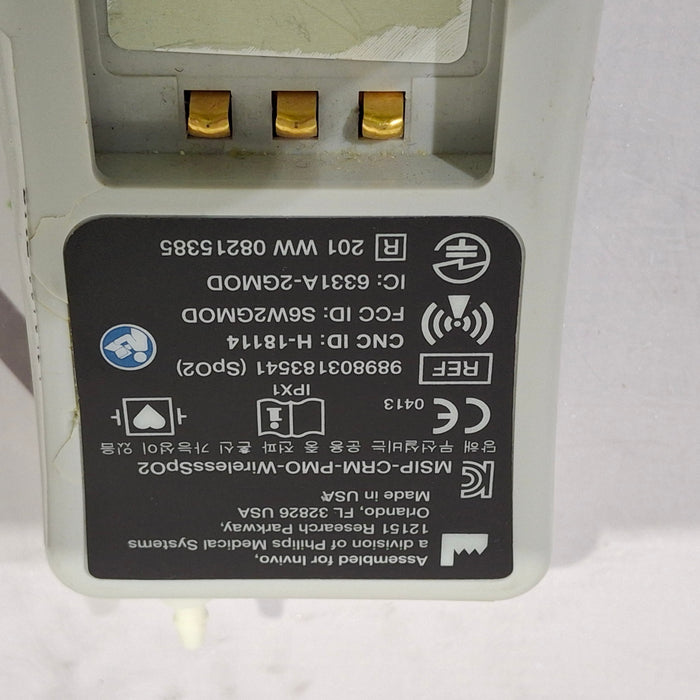 Assembled for Invivo,
a division of Philips Medical Systems
12151 Research Parkway,
Orlando, FL 32826 USA
Made in USA
MSIP-CRM-PMO-WirelessSpO2
당해 무선설비는 운용 중 전파 혼신 가능성이 있음
CE 0413
IPX1
REF 989803183541 (SpO2)
CNC ID: H-18114
FCC ID: S6W2GMOD
IC: 6331A-2GMOD
R 201 WW 08215385